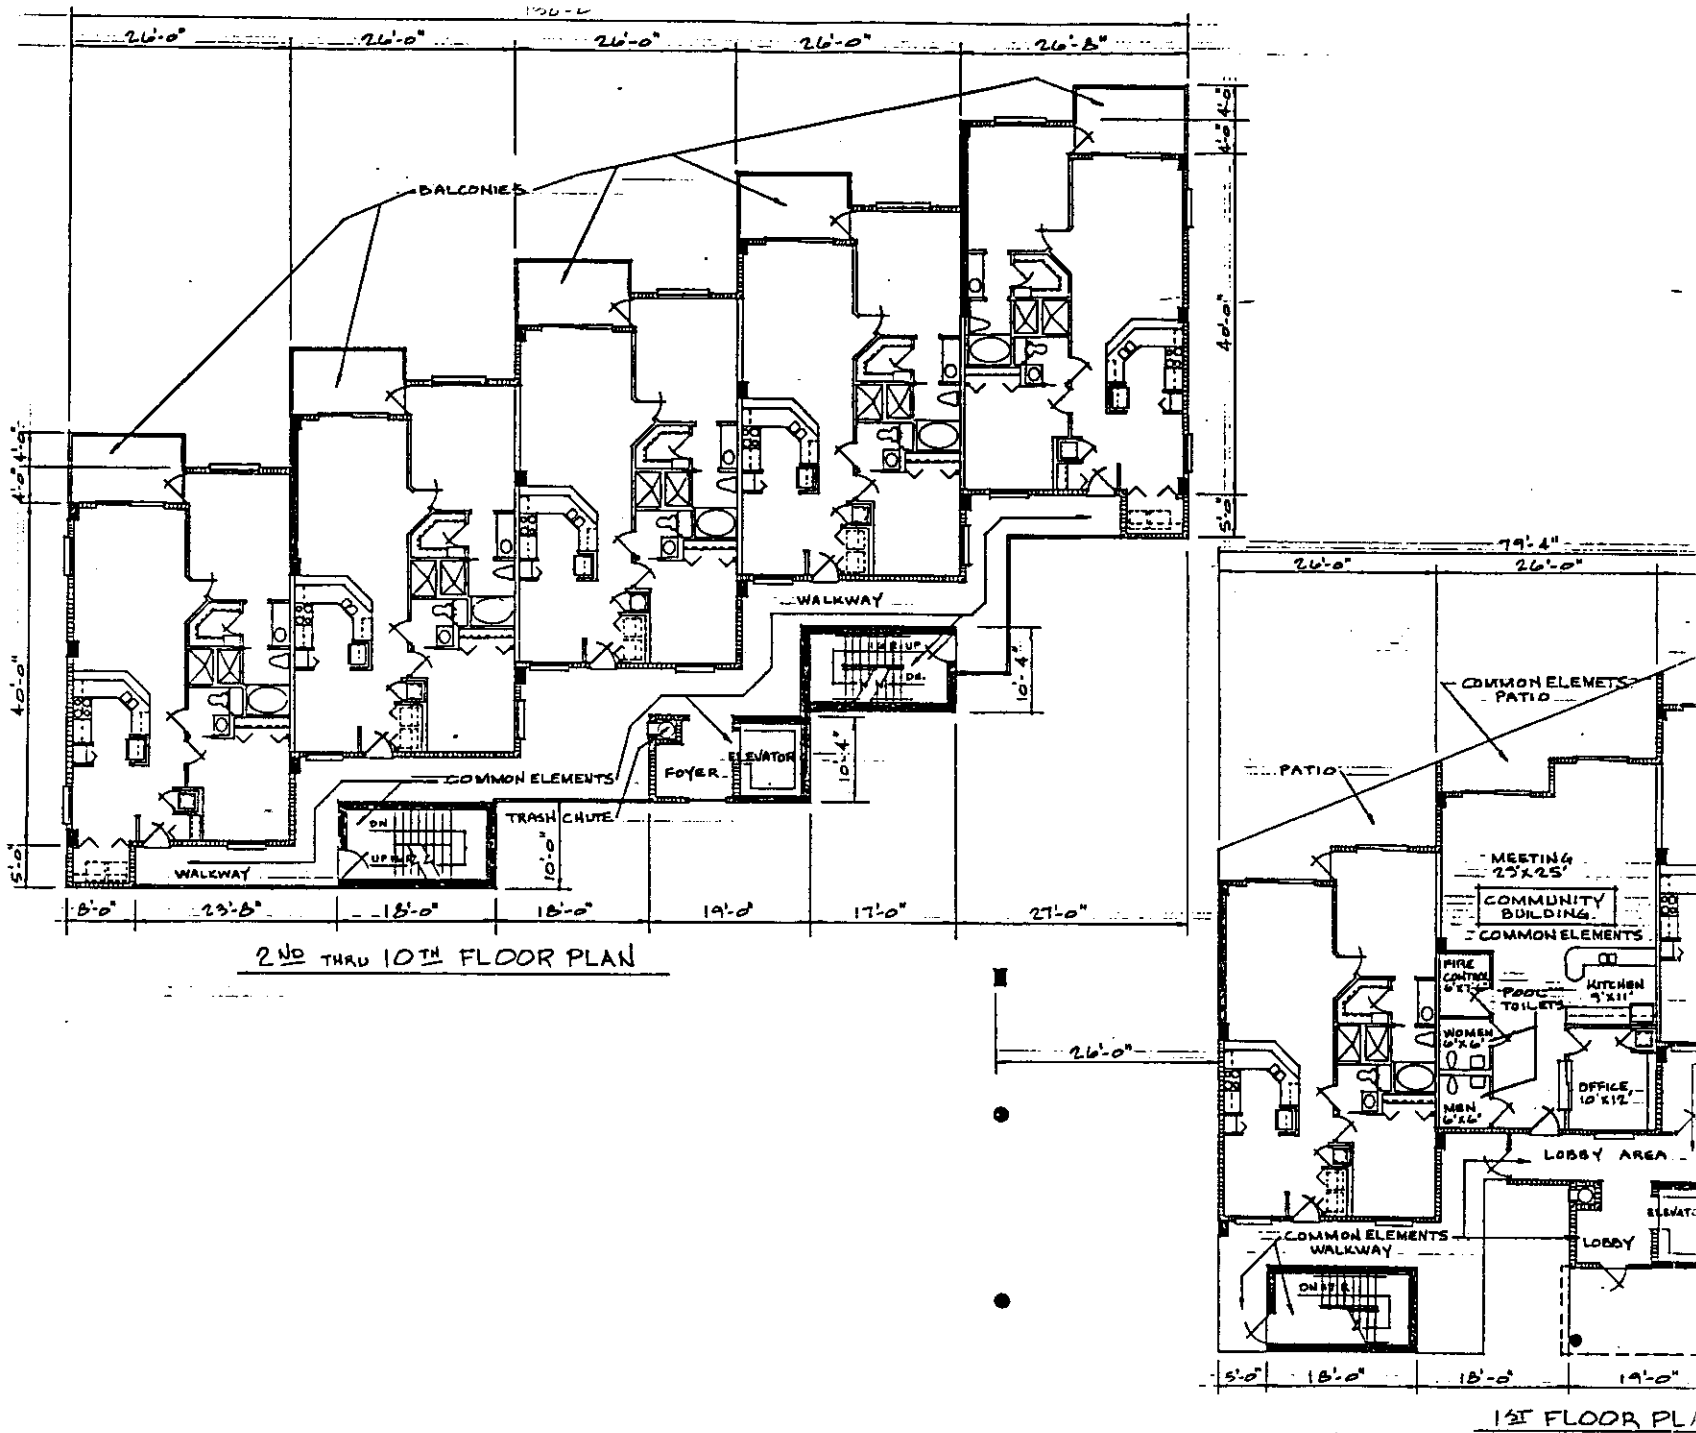 26'-0" 26'-0" 26'-0" 26'-0" 26'-8"
4'-0"
4'-0"
40'-0"
5'-0"
BALCONIES
4'-0"
4'-0"
40'-0"
5'-0"
WALKWAY
UP
DN.
10'-4"
ELEVATOR
FOYER
10'-4"
COMMON ELEMENTS
TRASH CHUTE
DN
UP
10'-0"
WALKWAY
8'-0" 23'-8" 18'-0" 18'-0" 19'-0" 17'-0" 27'-0"
2ND THRU 10TH FLOOR PLAN
79'-4"
26'-0" 26'-0"
COMMON ELEMETS
PATIO
PATIO
MEETING
25'X25'
COMMUNITY
BUILDING
COMMON ELEMENTS
FIRE
CONTROL
POOL
TOILETS
KITCHEN
9'X11'
WOMEN
6'X6'
MEN
6'X6'
OFFICE
10'X12'
26'-0"
LOBBY AREA
LOBBY
COMMON ELEMENTS
WALKWAY
5'-0" 18'-0" 18'-0" 19'-0"
1ST FLOOR PLA